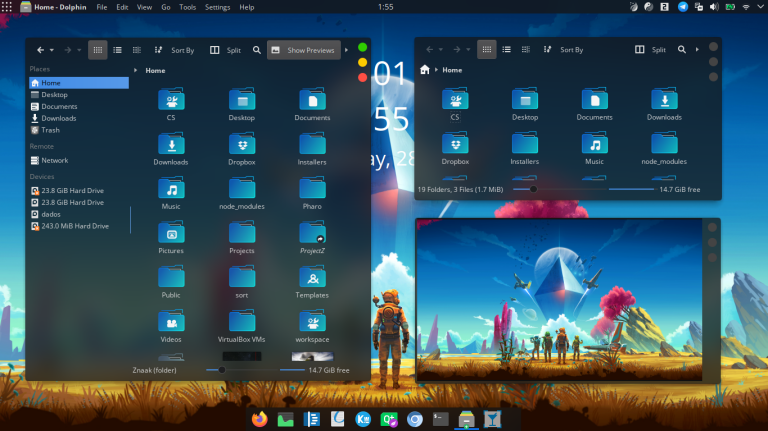 Home - Dolphin File Edit View Go Tools Settings Help 1:55
Sort By Split Show Previews
Places
Home
Home
Desktop
Documents
Downloads
Trash
Remote
Network
Devices
23.8 GiB Hard Drive
23.8 GiB Hard Drive
dados
243.0 MiB Hard Drive
CS Desktop Documents
Downloads Dropbox Installers
Music node_modules Pharo
Pictures Projects ProjectZ
Public sort Templates
Videos VirtualBox VMs workspace
Znaak (folder) 14.7 GiB free
01
55
ay, 28
Sort By Split
Home
CS Desktop Documents Downloads
Dropbox Installers Music node_modules
19 Folders, 3 Files (1.7 MiB) 14.7 GiB free